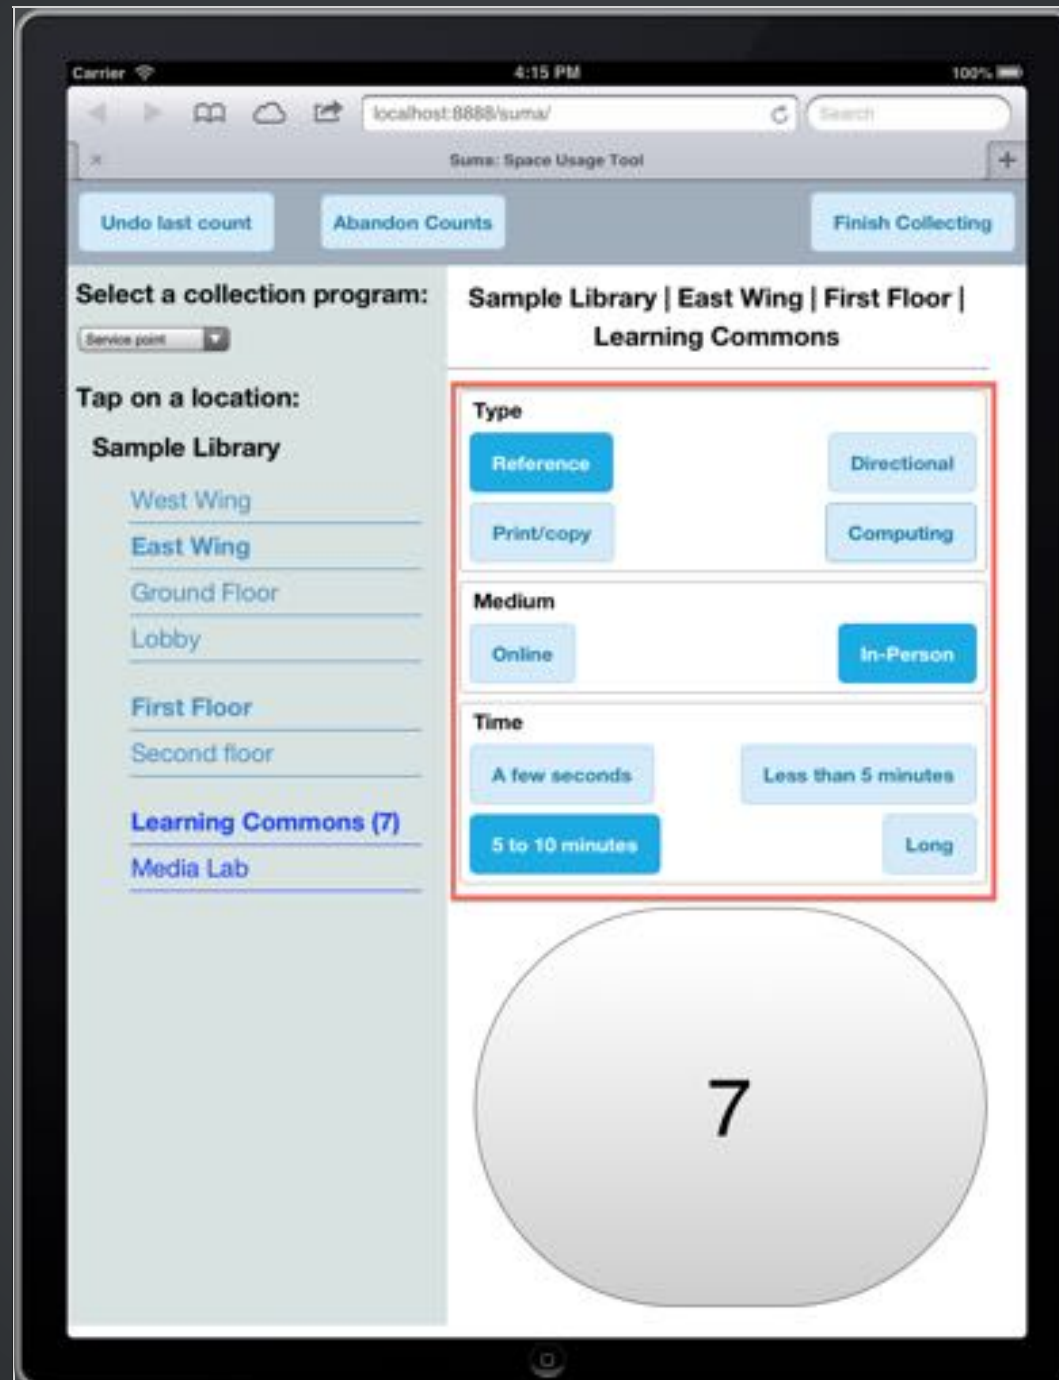 Carrier 4:15 PM 100%
localhost:8888/suma/ Search
Suma: Space Usage Tool
Undo last count Abandon Counts Finish Collecting
Select a collection program:
Service point
Tap on a location:
Sample Library
West Wing
East Wing
Ground Floor
Lobby
First Floor
Second floor
Learning Commons (7)
Media Lab
Sample Library | East Wing | First Floor |
Learning Commons
Type
Reference Directional
Print/copy Computing
Medium
Online In-Person
Time
A few seconds Less than 5 minutes
5 to 10 minutes Long
7